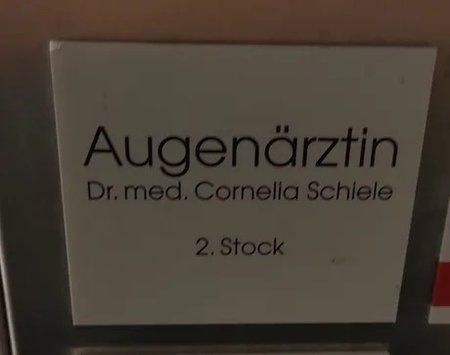 Augenärztin
Dr. med. Cornelia Schiele
2. Stock